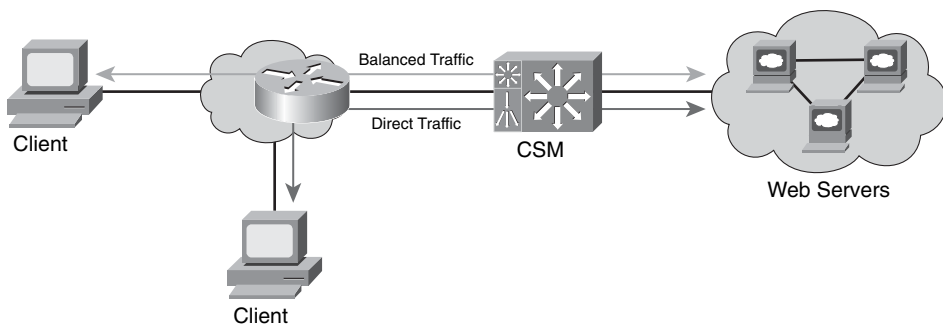 Balanced Traffic
Direct Traffic
Client
CSM
Web Servers
Client